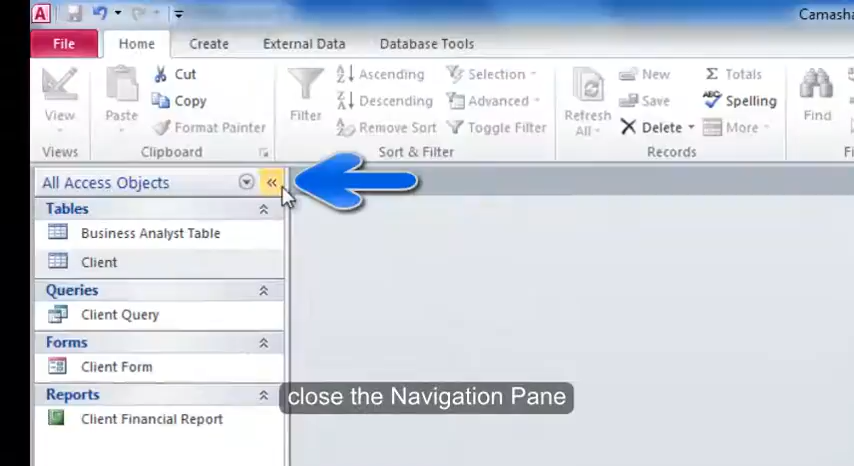 A
Camasha
File Home Create External Data Database Tools
View
Views
Paste
Cut
Copy
Format Painter
Clipboard
Filter
Ascending
Descending
Remove Sort
Selection
Advanced
Toggle Filter
Sort & Filter
Refresh
All
New
Save
Delete
Totals
Spelling
More
Records
Find
All Access Objects «
Tables
Business Analyst Table
Client
Queries
Client Query
Forms
Client Form
Reports
Client Financial Report
close the Navigation Pane